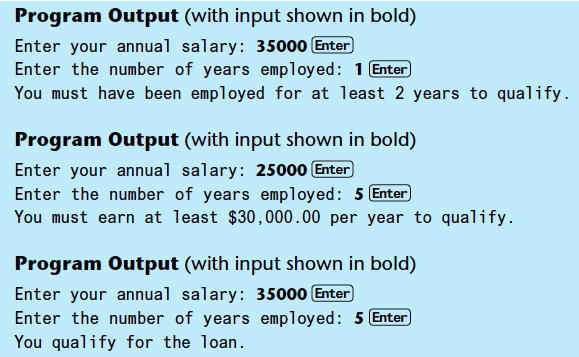 Program Output (with input shown in bold)
Enter your annual salary: 35000 Enter
Enter the number of years employed: 1 Enter
You must have been employed for at least 2 years to qualify.
Program Output (with input shown in bold)
Enter your annual salary: 25000 Enter
Enter the number of years employed: 5 Enter
You must earn at least $30,000.00 per year to qualify.
Program Output (with input shown in bold)
Enter your annual salary: 35000 Enter
Enter the number of years employed: 5 Enter
You qualify for the loan.